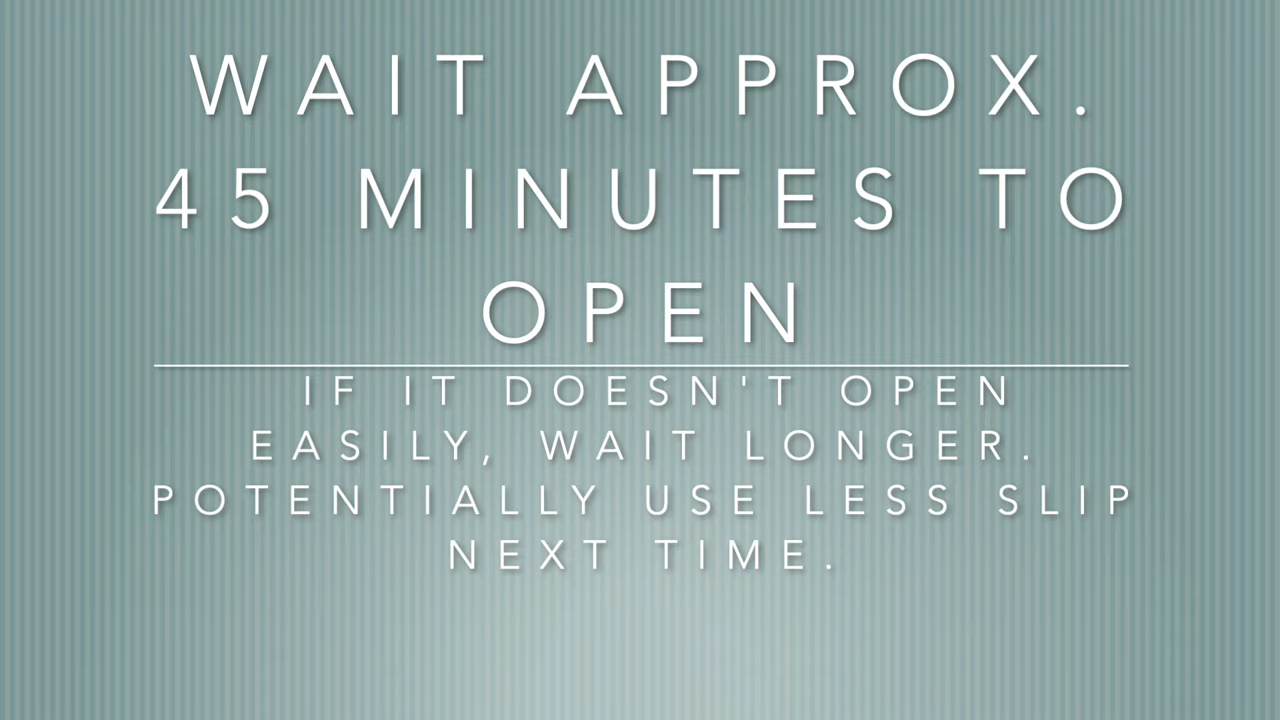 WAIT APPROX.
45 MINUTES TO
OPEN
IF IT DOESN'T OPEN
EASILY, WAIT LONGER.
POTENTIALLY USE LESS SLIP
NEXT TIME.